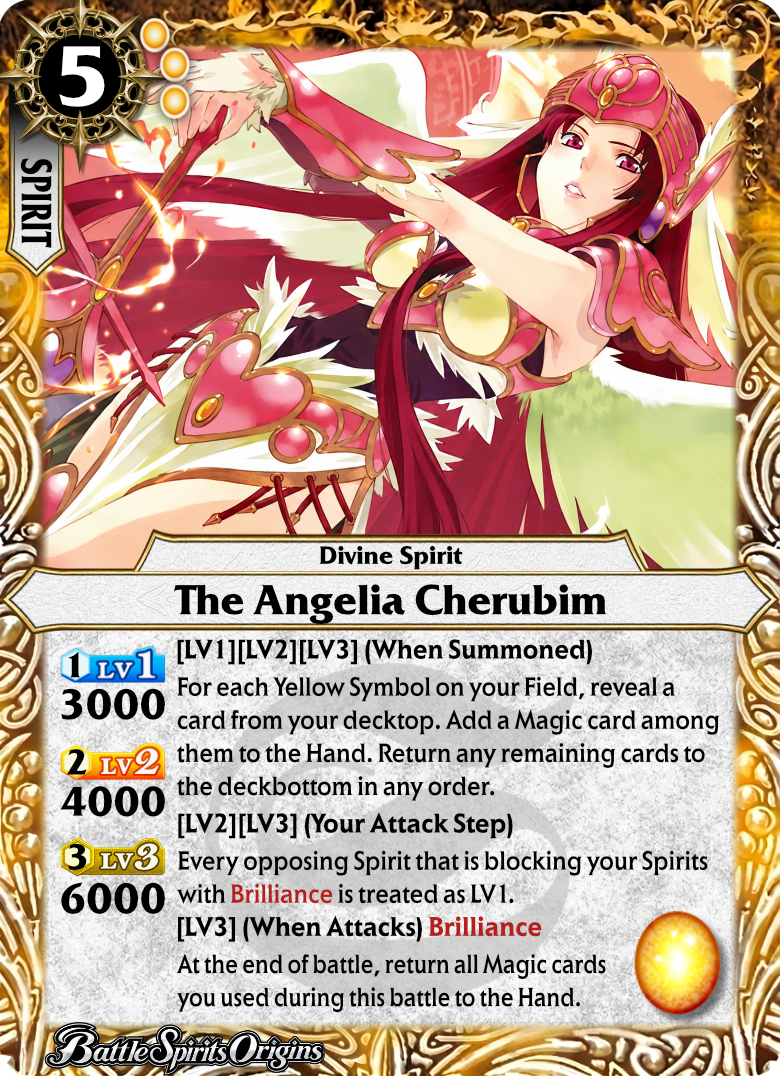 5
SPIRIT
Divine Spirit
The Angelia Cherubim
1 LV1
3000
2 LV2
4000
3 LV3
6000
[LV1][LV2][LV3] (When Summoned)
For each Yellow Symbol on your Field, reveal a
card from your decktop. Add a Magic card among
them to the Hand. Return any remaining cards to
the deckbottom in any order.
[LV2][LV3] (Your Attack Step)
Every opposing Spirit that is blocking your Spirits
with Brilliance is treated as LV1.
[LV3] (When Attacks) Brilliance
At the end of battle, return all Magic cards
you used during this battle to the Hand.
Battle Spirits Origins